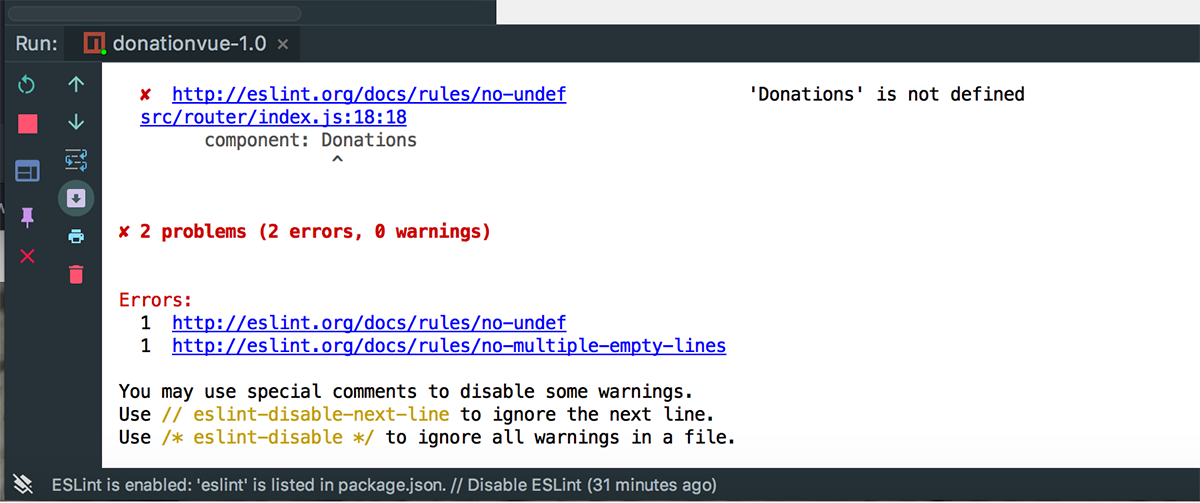 Run: donationvue-1.0 ×
✘ http://eslint.org/docs/rules/no-undef 'Donations' is not defined
src/router/index.js:18:18
component: Donations
^
✘ 2 problems (2 errors, 0 warnings)
Errors:
1 http://eslint.org/docs/rules/no-undef
1 http://eslint.org/docs/rules/no-multiple-empty-lines
You may use special comments to disable some warnings.
Use // eslint-disable-next-line to ignore the next line.
Use /* eslint-disable */ to ignore all warnings in a file.
ESLint is enabled: 'eslint' is listed in package.json. // Disable ESLint (31 minutes ago)